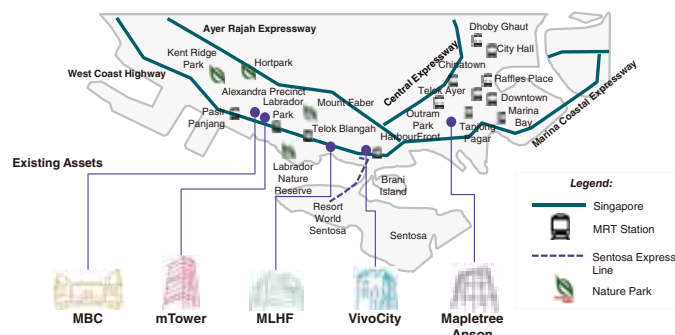 Dhoby Ghaut
Ayer Rajah Expressway
City Hall
Kent Ridge
Park
Hortpark
Central Expressway
Chinatown
West Coast Highway
Raffles Place
Alexandra Precinct
Labrador
Park
Mount Faber
Telok Ayer
Downtown
Marina
Bay
Marina Coastal Expressway
Pasir
Panjang
Telok Blangah
Outram
Park
Tanjong
Pagar
HarbourFront
Existing Assets
Labrador
Nature
Reserve
Brani
Island
Resort
World
Sentosa
Sentosa
Legend:
Singapore
MRT Station
Sentosa Express
Line
Nature Park
MBC
mTower
MLHF
VivoCity
Mapletree
Anson